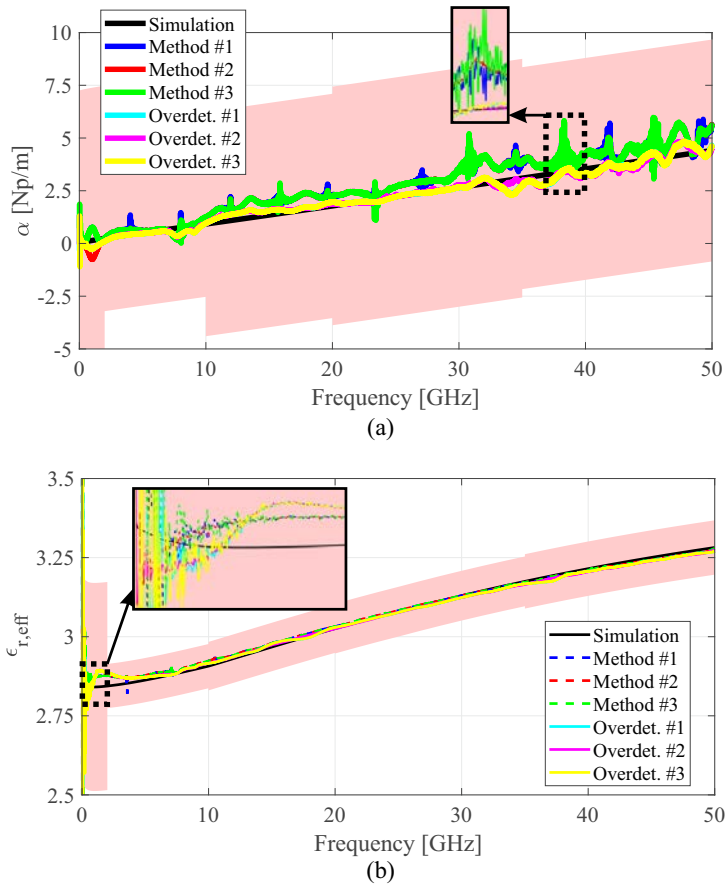 10
7.5
5
2.5
0
-2.5
-5
α [Np/m]
Simulation
Method #1
Method #2
Method #3
Overdet. #1
Overdet. #2
Overdet. #3
0 10 20 30 40 50
Frequency [GHz]
(a)
3.5
3.25
3
2.75
2.5
ϵr,eff
Simulation
Method #1
Method #2
Method #3
Overdet. #1
Overdet. #2
Overdet. #3
0 10 20 30 40 50
Frequency [GHz]
(b)